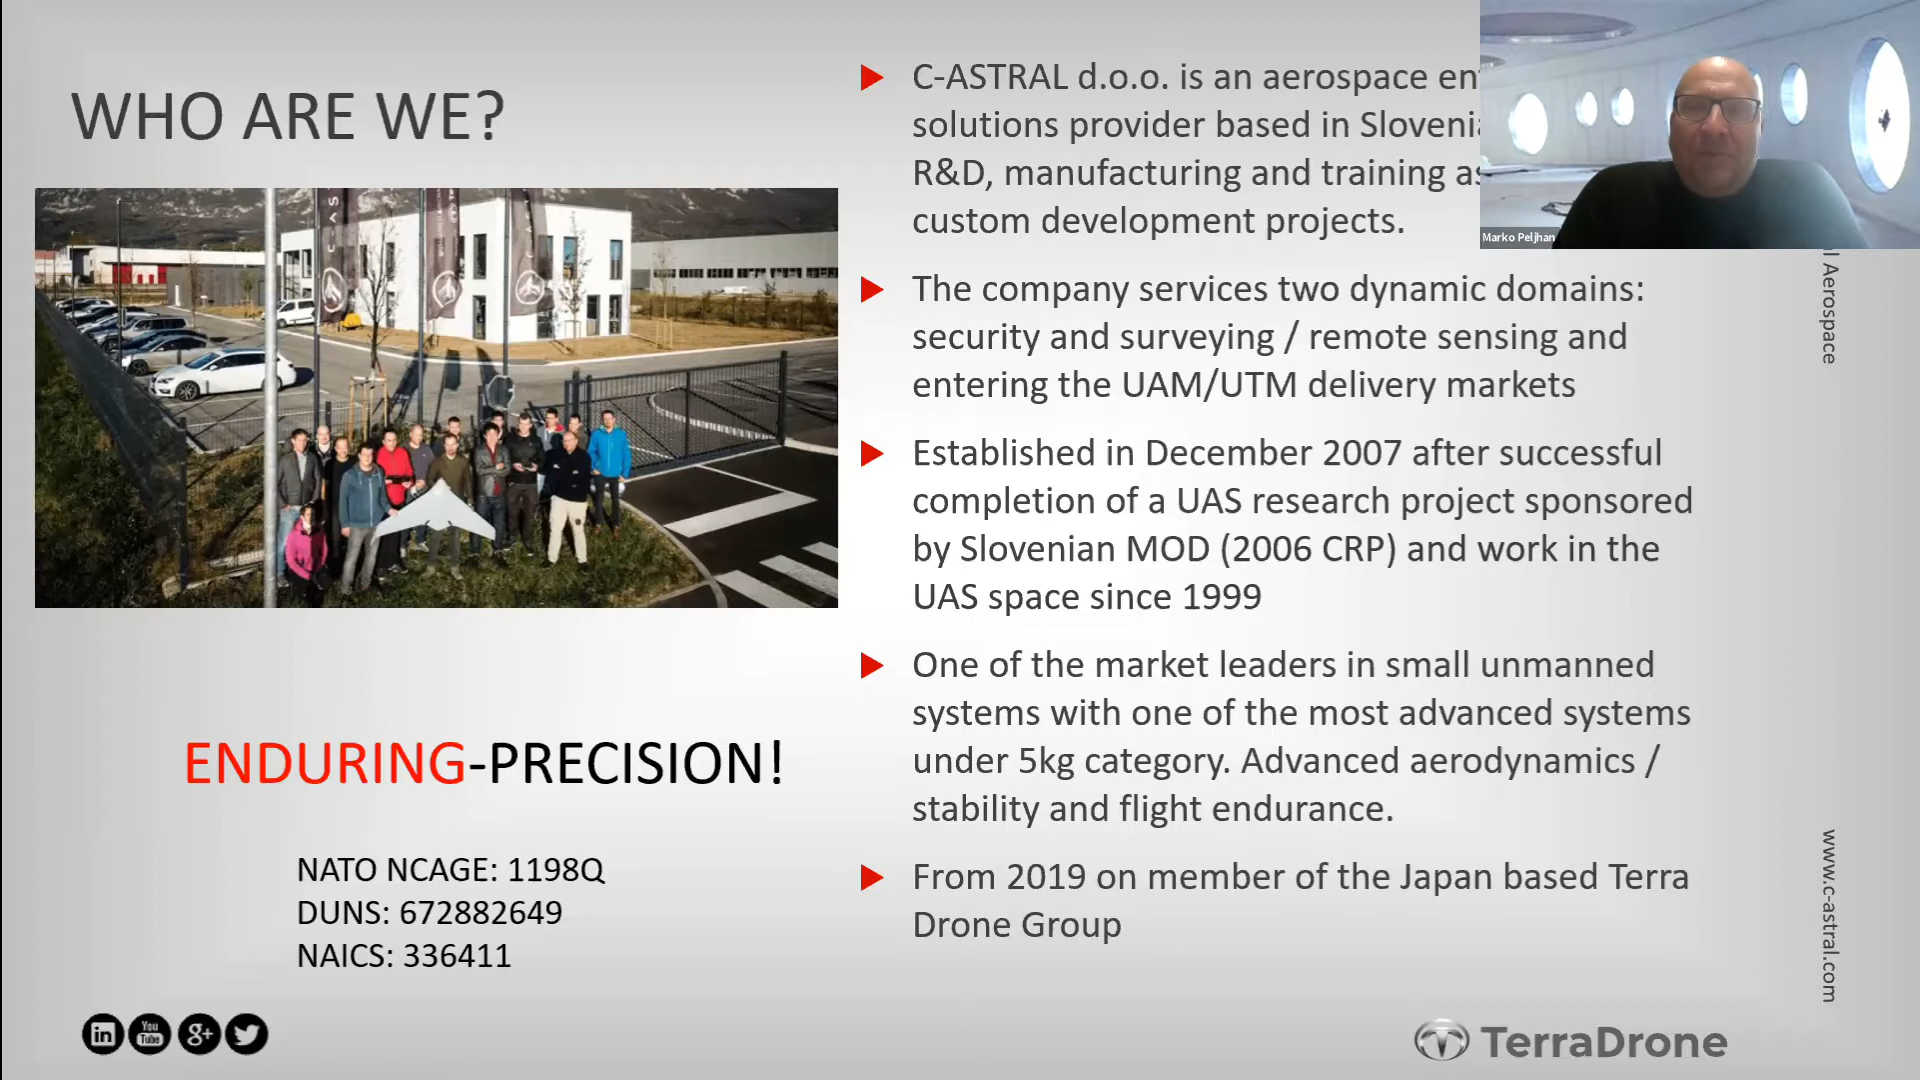 WHO ARE WE?
C-ASTRAL d.o.o. is an aerospace
solutions provider based in
R&D, manufacturing and training
custom development projects.
Marko Peljhan
The company services two dynamic domains:
security and surveying / remote sensing and
entering the UAM/UTM delivery markets
Established in December 2007 after successful
completion of a UAS research project sponsored
by Slovenian MOD (2006 CRP) and work in the
UAS space since 1999
One of the market leaders in small unmanned
systems with one of the most advanced systems
under 5kg category. Advanced aerodynamics /
stability and flight endurance.
From 2019 on member of the Japan based Terra
Drone Group
ENDURING-PRECISION!
NATO NCAGE: 1198Q
DUNS: 672882649
NAICS: 336411
in
You
Tube
g+
TerraDrone
Aerospace
www.c-astral.com